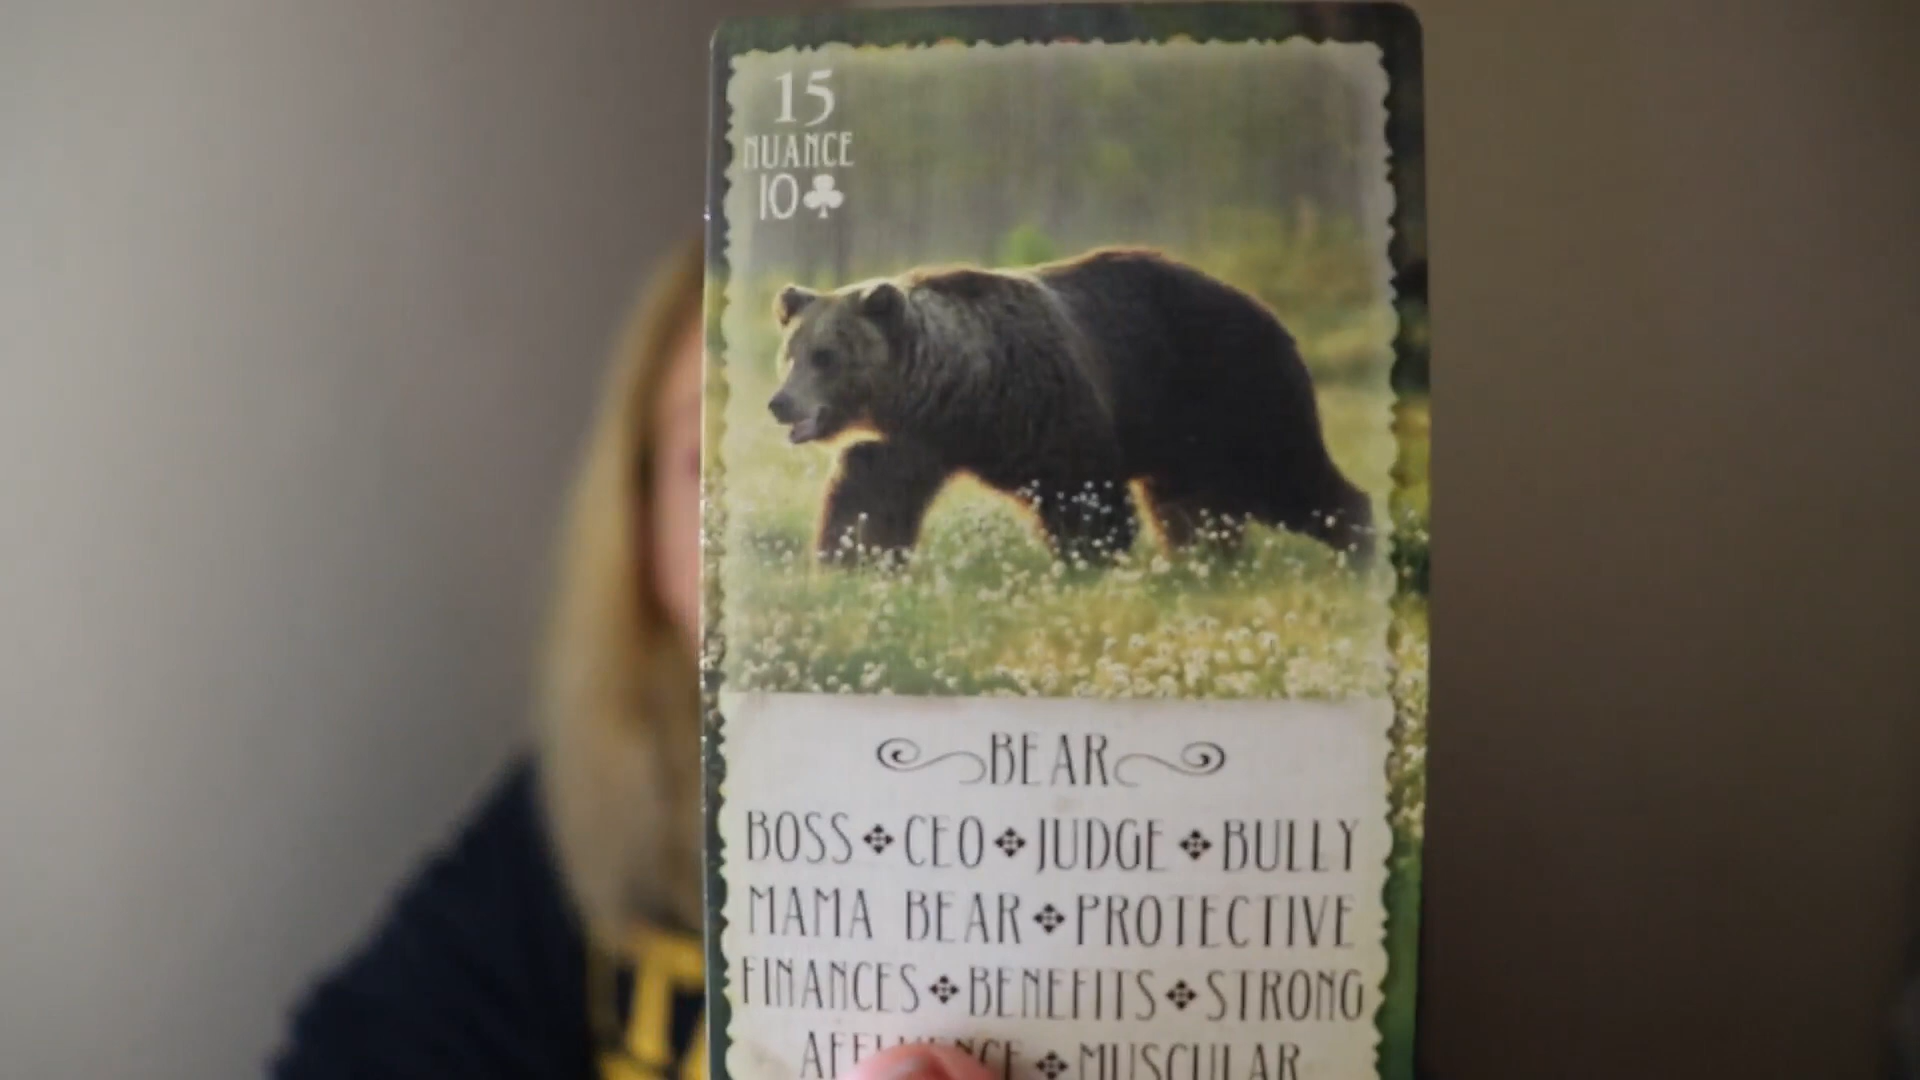 15
NUANCE
10♣
BEAR
BOSS ✥ CEO ✥ JUDGE ✥ BULLY
MAMA BEAR ✥ PROTECTIVE
FINANCES ✥ BENEFITS ✥ STRONG
✥ MUSCULAR